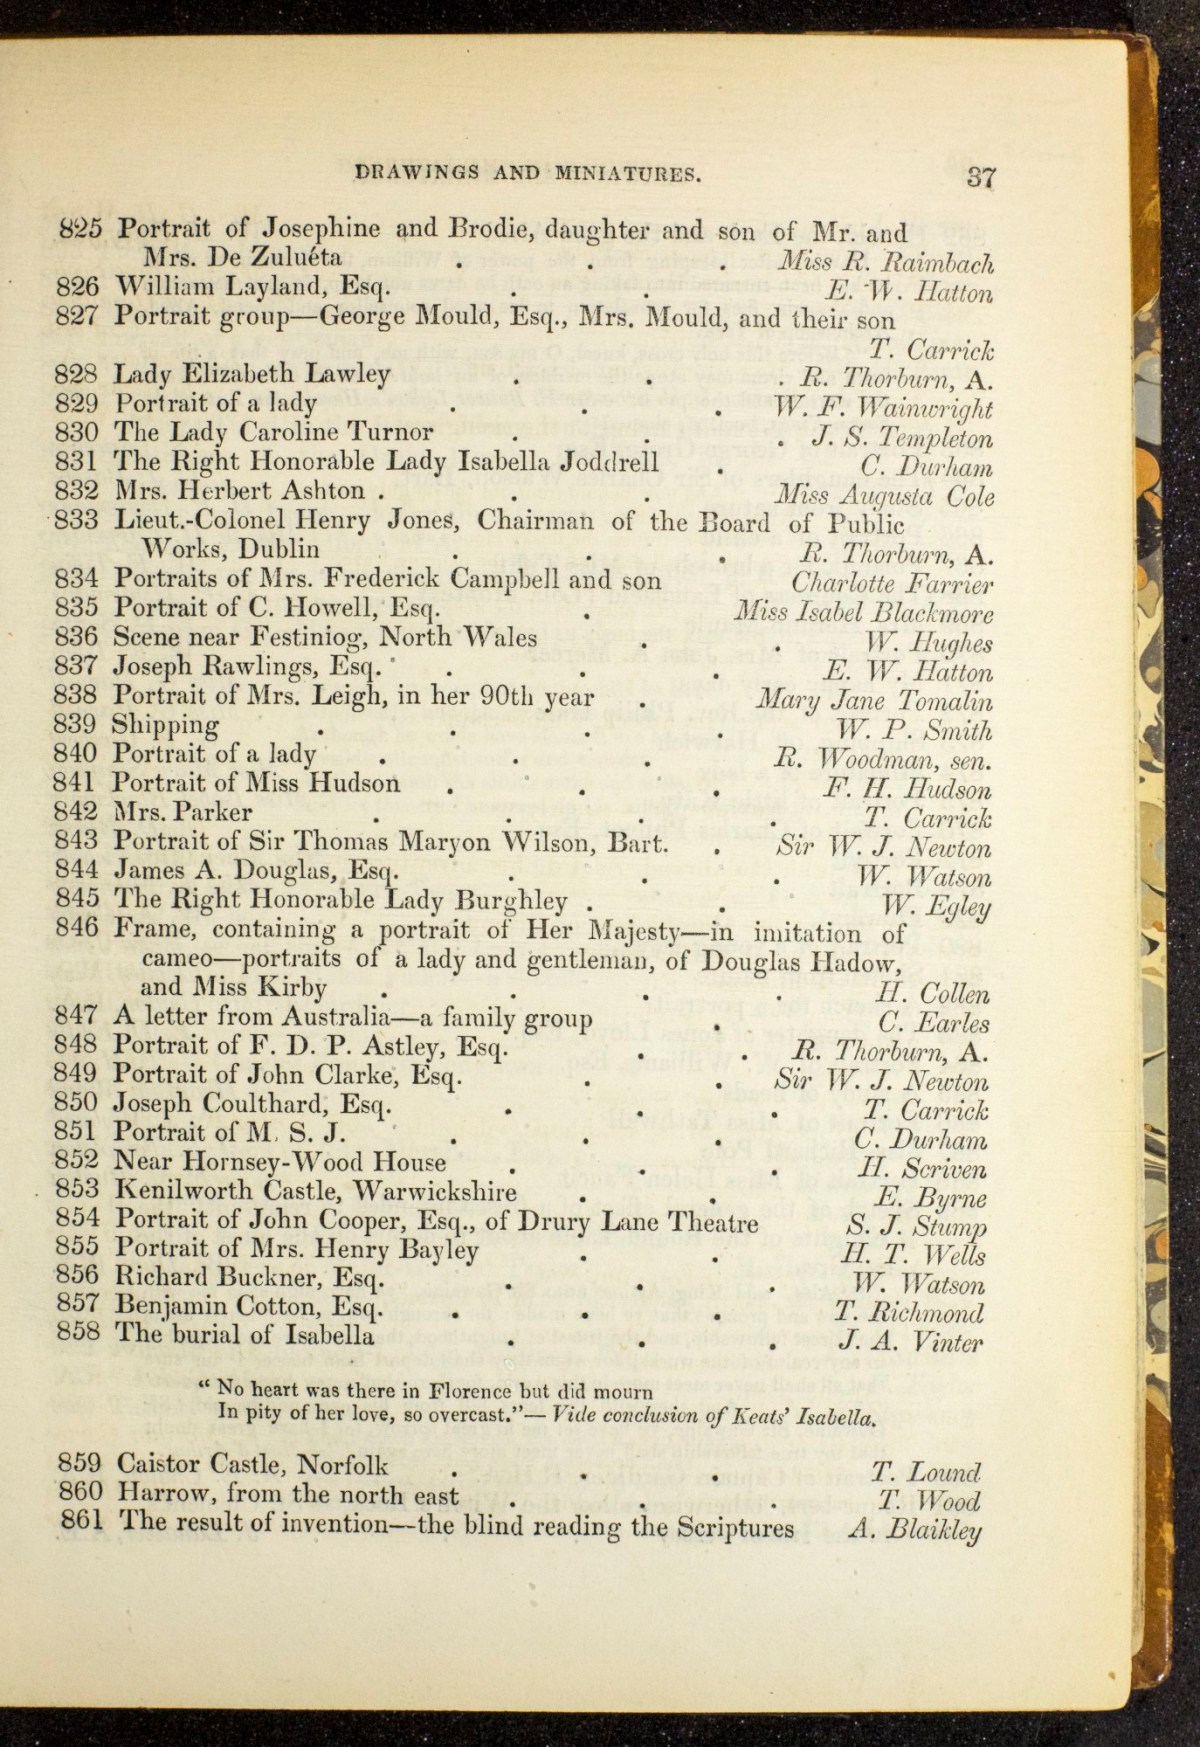 DRAWINGS AND MINIATURES. 37
825 Portrait of Josephine and Brodie, daughter and son of Mr. and
Mrs. De Zuluéta . . . Miss R. Raimbach
826 William Layland, Esq. . . E. W. Hatton
827 Portrait group—George Mould, Esq., Mrs. Mould, and their son
T. Carrick
828 Lady Elizabeth Lawley . . . R. Thorburn, A.
829 Portrait of a lady . . . W. F. Wainwright
830 The Lady Caroline Turnor . . . J. S. Templeton
831 The Right Honorable Lady Isabella Joddrell . C. Durham
832 Mrs. Herbert Ashton . . . Miss Augusta Cole
833 Lieut.-Colonel Henry Jones, Chairman of the Board of Public
Works, Dublin . . . R. Thorburn, A.
834 Portraits of Mrs. Frederick Campbell and son Charlotte Farrier
835 Portrait of C. Howell, Esq. . Miss Isabel Blackmore
836 Scene near Festiniog, North Wales . . W. Hughes
837 Joseph Rawlings, Esq. . . . E. W. Hatton
838 Portrait of Mrs. Leigh, in her 90th year . Mary Jane Tomalin
839 Shipping . . . . W. P. Smith
840 Portrait of a lady . . . R. Woodman, sen.
841 Portrait of Miss Hudson . . . F. H. Hudson
842 Mrs. Parker . . . . T. Carrick
843 Portrait of Sir Thomas Maryon Wilson, Bart. . Sir W. J. Newton
844 James A. Douglas, Esq. . . . W. Watson
845 The Right Honorable Lady Burghley . . W. Egley
846 Frame, containing a portrait of Her Majesty—in imitation of
cameo—portraits of a lady and gentleman, of Douglas Hadow,
and Miss Kirby . . . . H. Collen
847 A letter from Australia—a family group . C. Earles
848 Portrait of F. D. P. Astley, Esq. . . R. Thorburn, A.
849 Portrait of John Clarke, Esq. . . Sir W. J. Newton
850 Joseph Coulthard, Esq. . . . T. Carrick
851 Portrait of M. S. J. . . . C. Durham
852 Near Hornsey-Wood House . . . H. Scriven
853 Kenilworth Castle, Warwickshire . . E. Byrne
854 Portrait of John Cooper, Esq., of Drury Lane Theatre S. J. Stump
855 Portrait of Mrs. Henry Bayley . . H. T. Wells
856 Richard Buckner, Esq. . . . W. Watson
857 Benjamin Cotton, Esq. . . . T. Richmond
858 The burial of Isabella . . . J. A. Vinter
“ No heart was there in Florence but did mourn
In pity of her love, so overcast.”— Vide conclusion of Keats’ Isabella.
859 Caistor Castle, Norfolk . . . T. Lound
860 Harrow, from the north east . . . T. Wood
861 The result of invention—the blind reading the Scriptures A. Blaikley